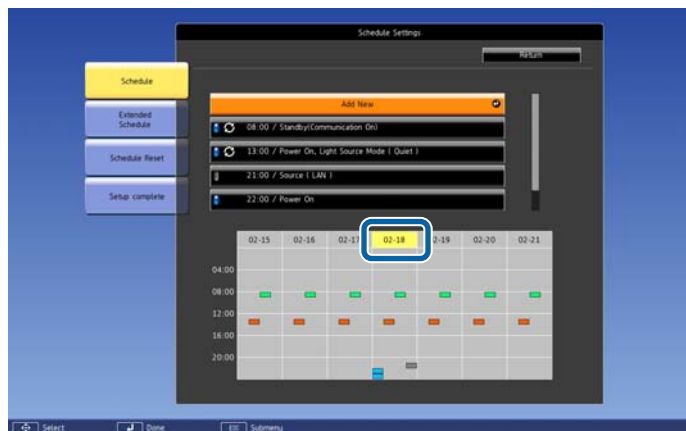 Schedule Settings
Return
Schedule
Extended
Schedule
Schedule Reset
Setup complete
Add New
08:00 / Standby(Communication On)
13:00 / Power On, Light Source Mode ( Quiet )
21:00 / Source ( LAN )
22:00 / Power On
02-15 02-16 02-17 02-18 2-19 02-20 02-21
04:00
08:00
12:00
16:00
20:00
Select Done Submenu